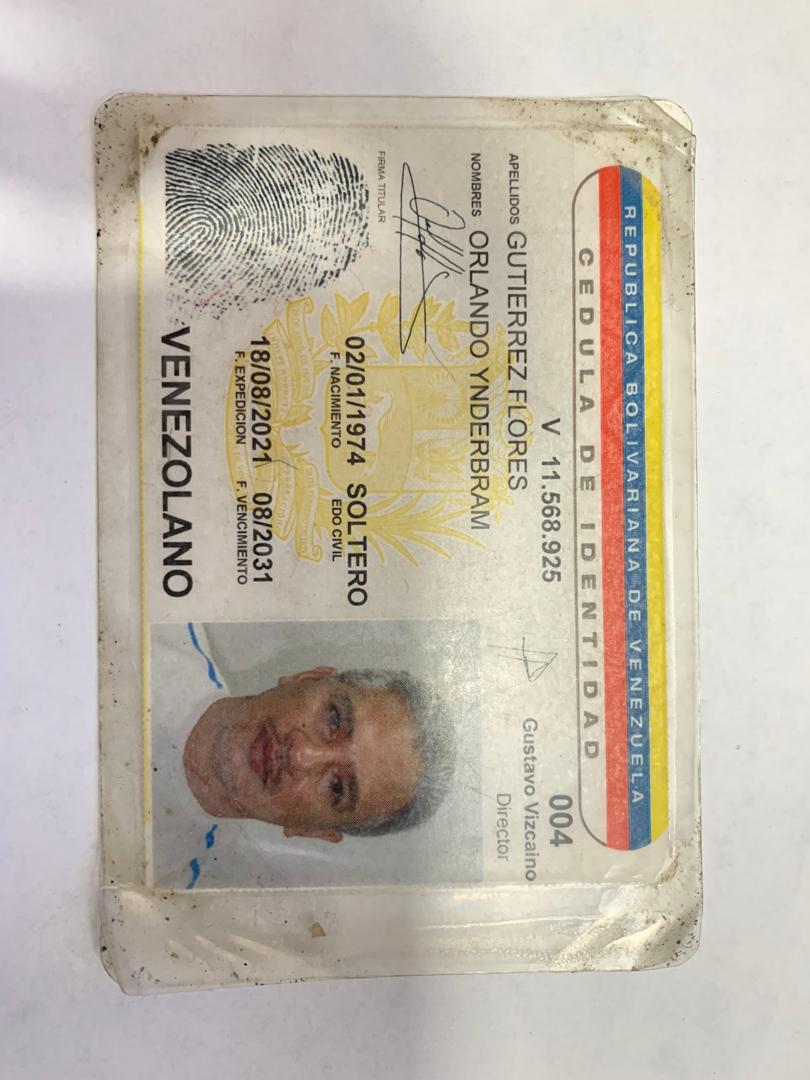 REPUBLICA BOLIVARIANA DE VENEZUELA
CEDULA DE IDENTIDAD
V 11.568.925
004
APELLIDOS GUTIERREZ FLORES
Gustavo Vizcaino
Director
NOMBRES ORLANDO YNDERBRAM
FIRMA TITULAR
02/01/1974 SOLTERO
F. NACIMIENTO EDO CIVIL
18/08/2021 08/2031
F. EXPEDICION F. VENCIMIENTO
VENEZOLANO